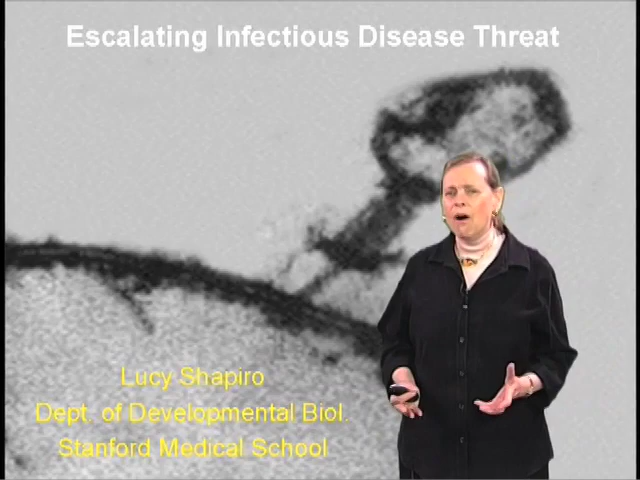 Escalating Infectious Disease Threat
Lucy Shapiro
Dept. of Developmental Biol.
Stanford Medical School